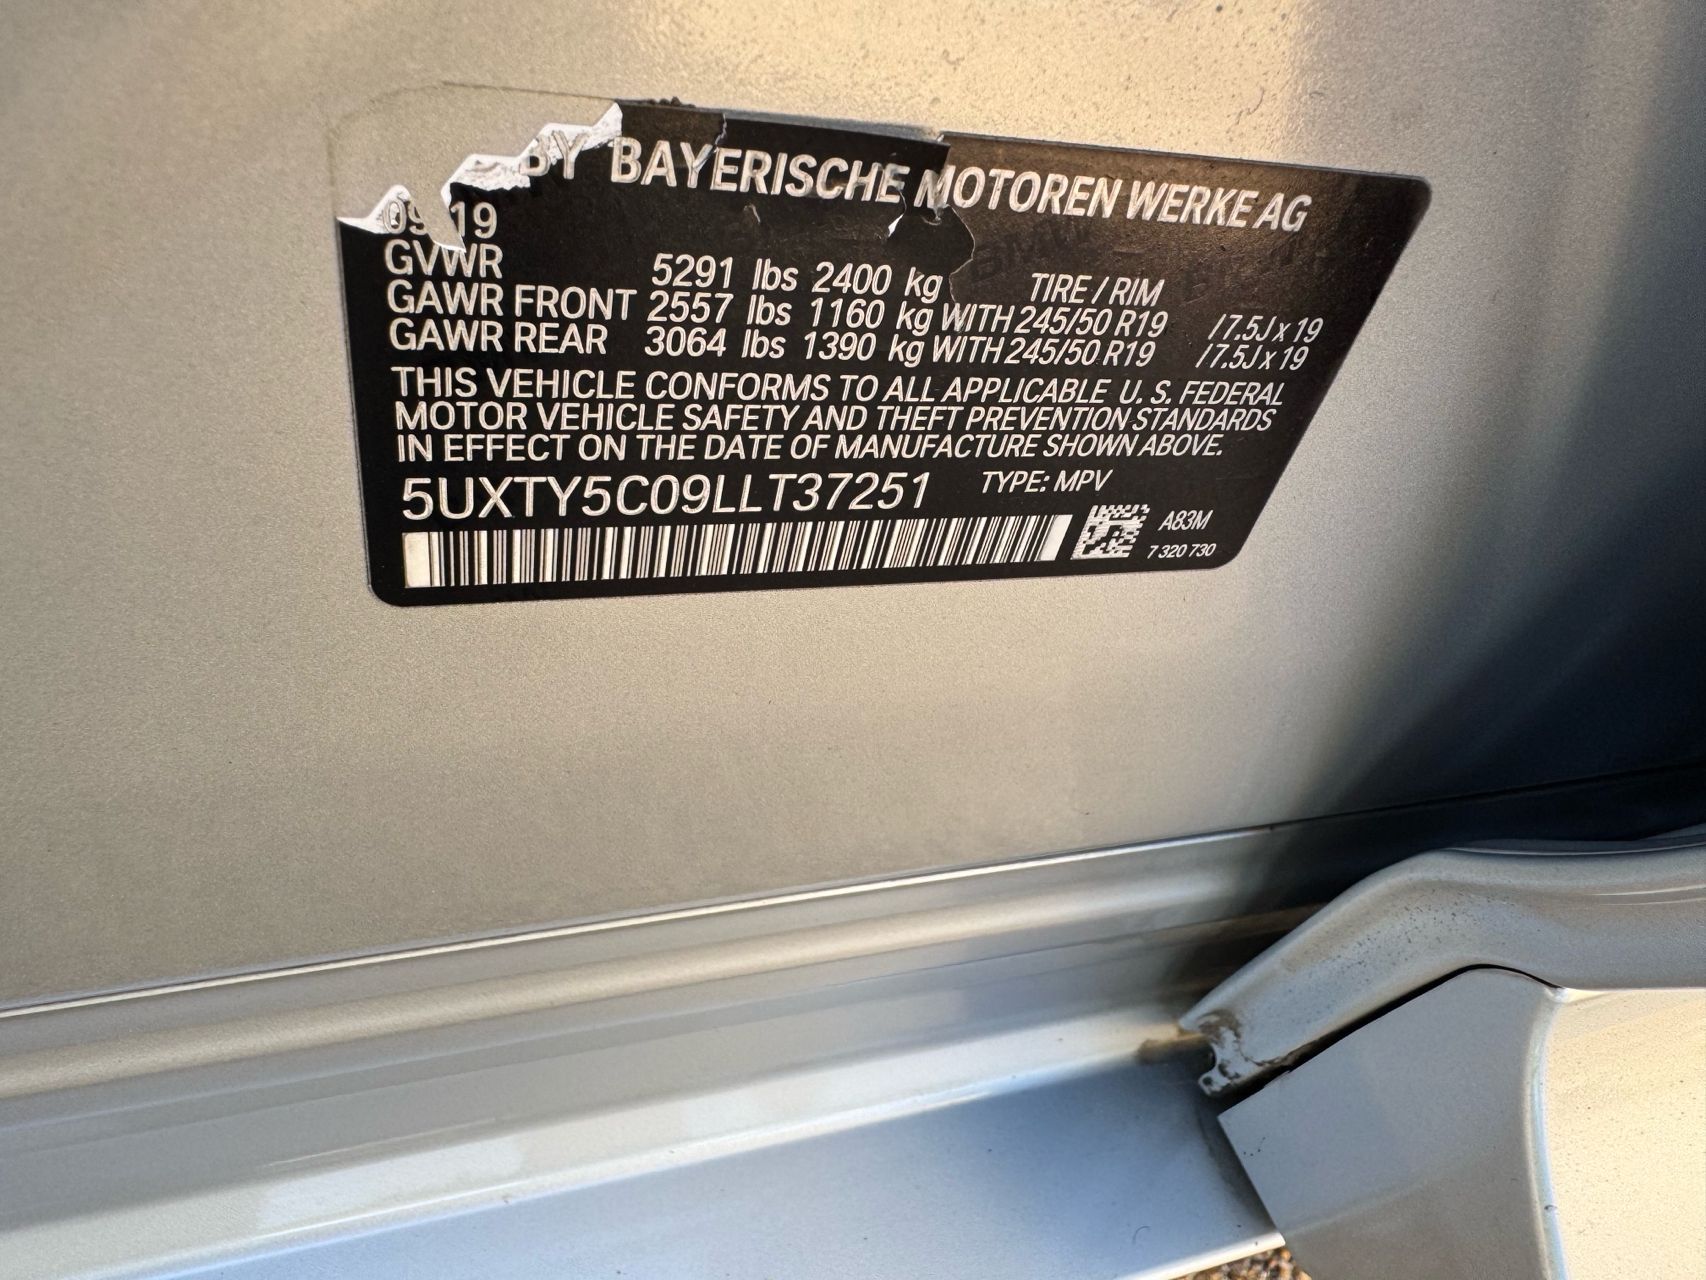 BY BAYERISCHE MOTOREN WERKE AG
09/19
GVWR 5291 lbs 2400 kg TIRE / RIM
GAWR FRONT 2557 lbs 1160 kg WITH 245/50 R19 / 7.5J x 19
GAWR REAR 3064 lbs 1390 kg WITH 245/50 R19 / 7.5J x 19
THIS VEHICLE CONFORMS TO ALL APPLICABLE U. S. FEDERAL
MOTOR VEHICLE SAFETY AND THEFT PREVENTION STANDARDS
IN EFFECT ON THE DATE OF MANUFACTURE SHOWN ABOVE.
5UXTY5C09LLT37251 TYPE: MPV
A83M
7 320 730